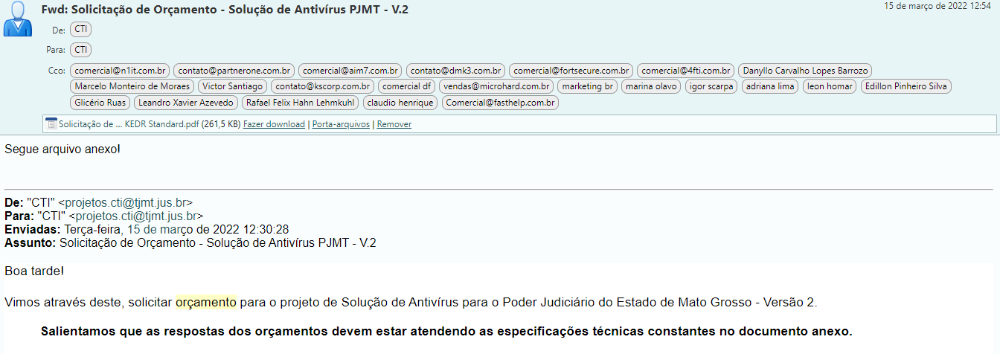 Fwd: Solicitação de Orçamento - Solução de Antivírus PJMT - V.2
15 de março de 2022 12:54
De: CTI
Para: CTI
Cco: comercial@n1it.com.br contato@partnerone.com.br comercial@aim7.com.br contato@dmk3.com.br comercial@fortsecure.com.br comercial@4fti.com.br Danyllo Carvalho Lopes Barrozo
Marcelo Monteiro de Moraes Victor Santiago contato@kscorp.com.br comercial df vendas@microhard.com.br marketing br marina olavo igor scarpa adriana lima leon homar Edillon Pinheiro Silva
Glicério Ruas Leandro Xavier Azevedo Rafael Felix Hahn Lehmkuhl claudio henrique Comercial@fasthelp.com.br
Solicitação de ... KEDR Standard.pdf (261,5 KB) Fazer download | Porta-arquivos | Remover
Segue arquivo anexo!
De: "CTI" <projetos.cti@tjmt.jus.br>
Para: "CTI" <projetos.cti@tjmt.jus.br>
Enviadas: Terça-feira, 15 de março de 2022 12:30:28
Assunto: Solicitação de Orçamento - Solução de Antivírus PJMT - V.2
Boa tarde!
Vimos através deste, solicitar orçamento para o projeto de Solução de Antivírus para o Poder Judiciário do Estado de Mato Grosso - Versão 2.
Salientamos que as respostas dos orçamentos devem estar atendendo as especificações técnicas constantes no documento anexo.